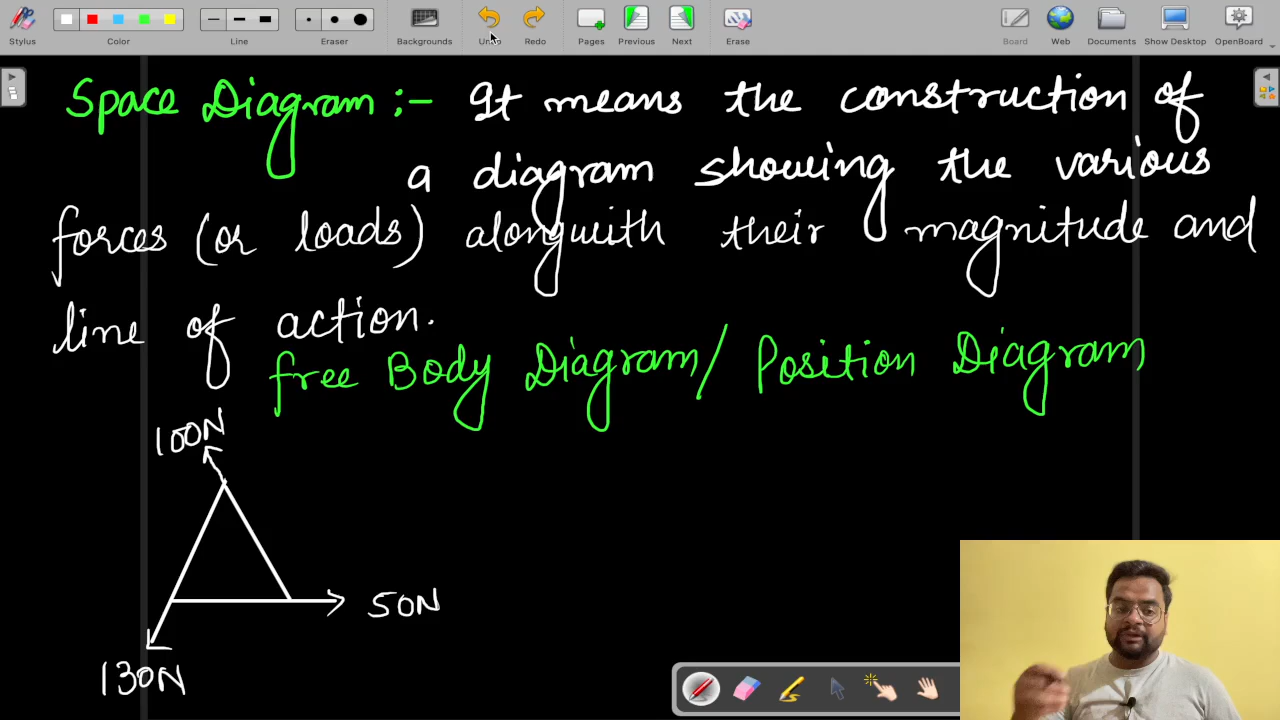 Stylus Color Line Eraser Backgrounds Undo Redo Pages Previous Next Erase Board Web Documents Show Desktop OpenBoard
Space Diagram :- It means the construction of
a diagram showing the various
forces (or loads) alongwith their magnitude and
line of action.
free Body Diagram/ Position Diagram
100N
50N
130N